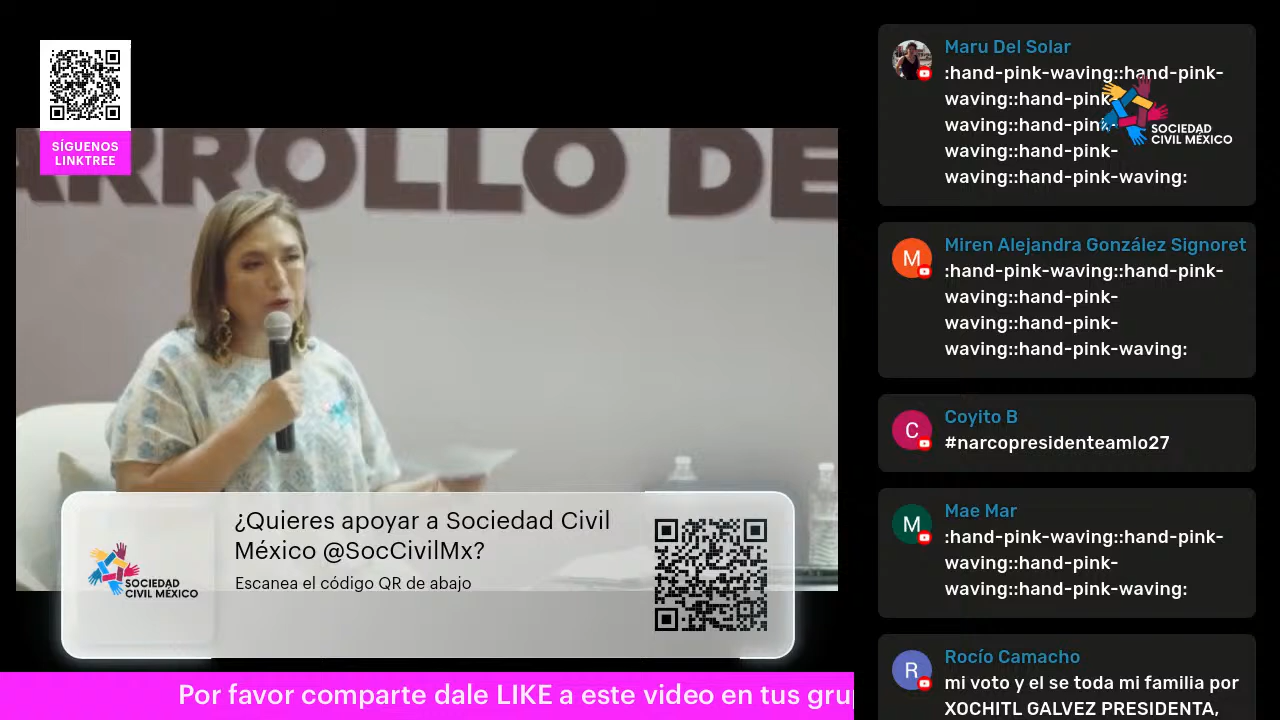 SÍGUENOS
LINKTREE
ARROLLO DE
¿Quieres apoyar a Sociedad Civil
México @SocCivilMx?
Escanea el código QR de abajo
SOCIEDAD
CIVIL MÉXICO
Por favor comparte dale LIKE a este video en tus
Maru Del Solar
:hand-pink-waving::hand-pink-
waving::hand-pink-
waving::hand-pink-
waving::hand-pink-
waving::hand-pink-waving:
SOCIEDAD
CIVIL MÉXICO
Miren Alejandra González Signoret
M
:hand-pink-waving::hand-pink-
waving::hand-pink-
waving::hand-pink-
waving::hand-pink-waving:
Coyito B
C
#narcopresidenteamlo27
Mae Mar
M
:hand-pink-waving::hand-pink-
waving::hand-pink-
waving::hand-pink-waving:
Rocío Camacho
R
mi voto y el se toda mi familia por
XOCHITL GALVEZ PRESIDENTA,